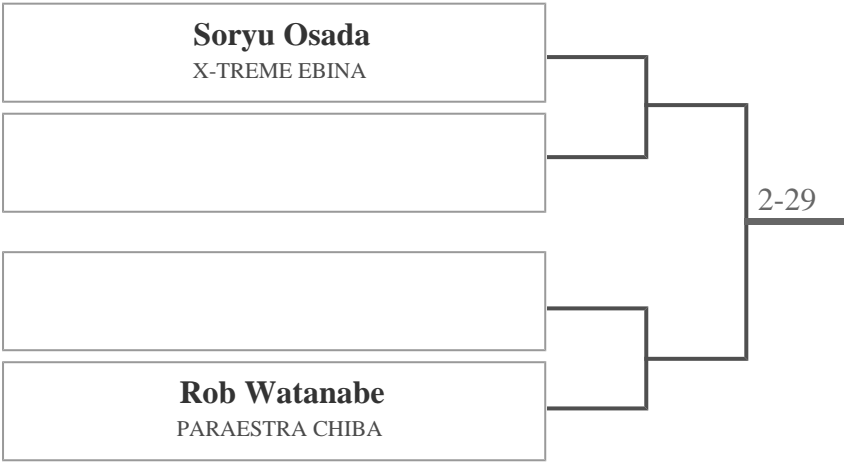 Soryu Osada
X-TREME EBINA
2-29
Rob Watanabe
PARAESTRA CHIBA